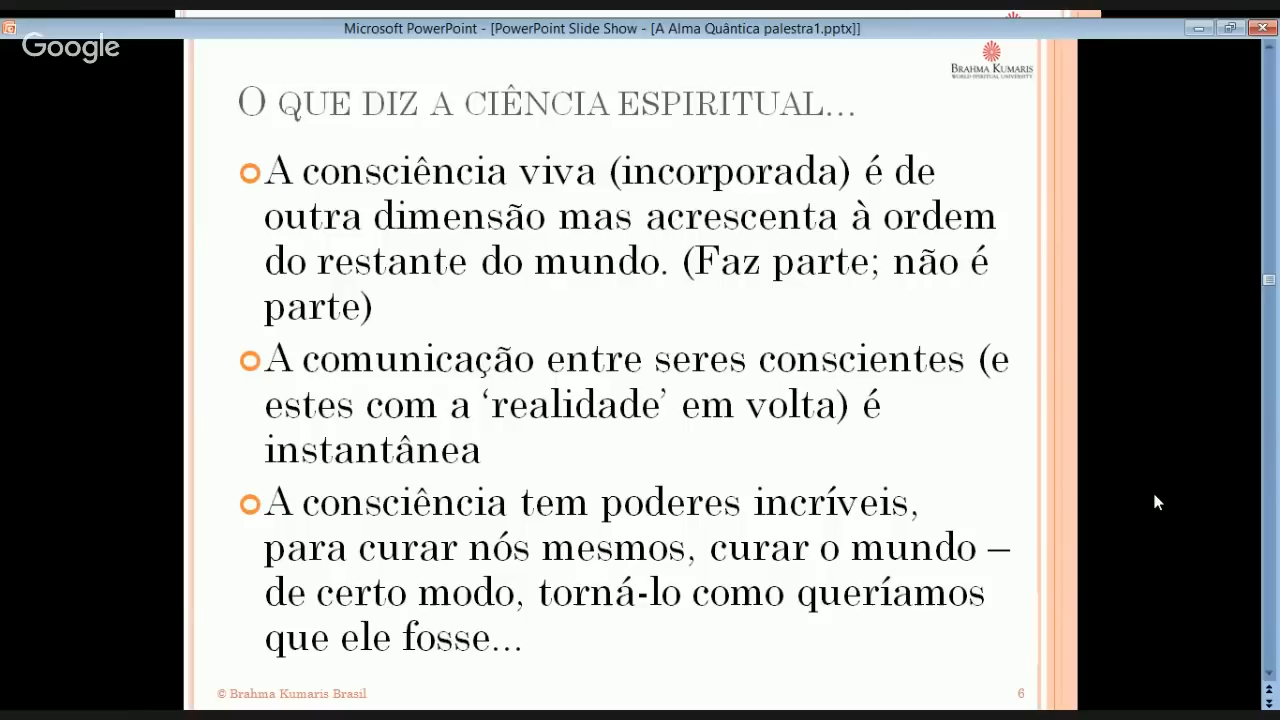 Microsoft PowerPoint - [PowerPoint Slide Show - [A Alma Quântica palestra1.pptx]]
Google
BRAHMA KUMARIS
WORLD SPIRITUAL UNIVERSITY
O QUE DIZ A CIÊNCIA ESPIRITUAL...
A consciência viva (incorporada) é de
outra dimensão mas acrescenta à ordem
do restante do mundo. (Faz parte; não é
parte)
A comunicação entre seres conscientes (e
estes com a ‘realidade’ em volta) é
instantânea
A consciência tem poderes incríveis,
para curar nós mesmos, curar o mundo –
de certo modo, torná-lo como queríamos
que ele fosse...
© Brahma Kumaris Brasil
6